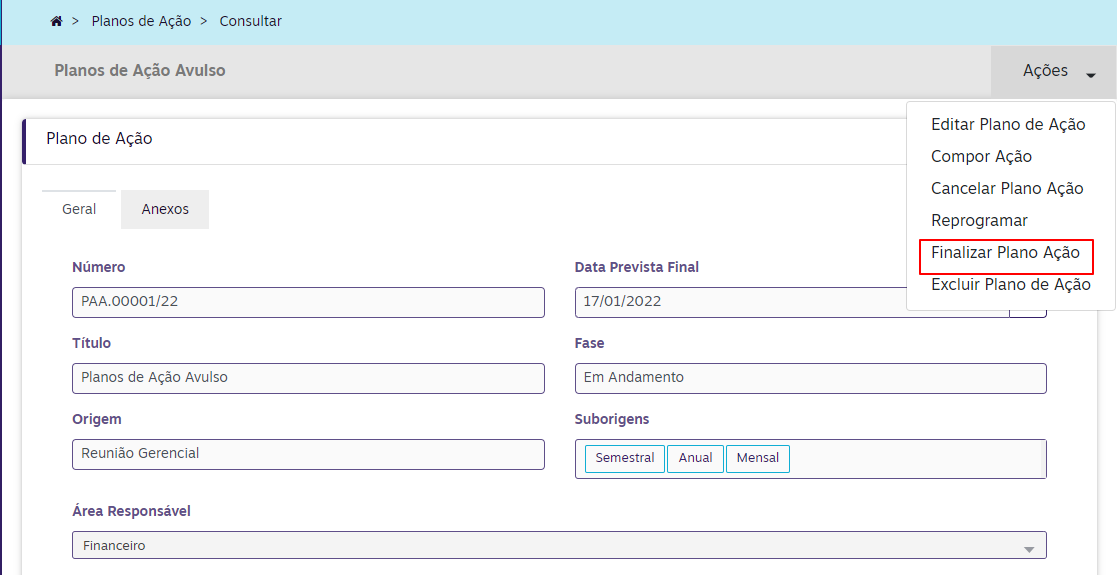 > Planos de Ação > Consultar
Planos de Ação Avulso
Ações
Editar Plano de Ação
Compor Ação
Cancelar Plano Ação
Reprogramar
Finalizar Plano Ação
Excluir Plano de Ação
Plano de Ação
Geral Anexos
Número Data Prevista Final
PAA.00001/22 17/01/2022
Título Fase
Planos de Ação Avulso Em Andamento
Origem Suborigens
Reunião Gerencial Semestral Anual Mensal
Área Responsável
Financeiro